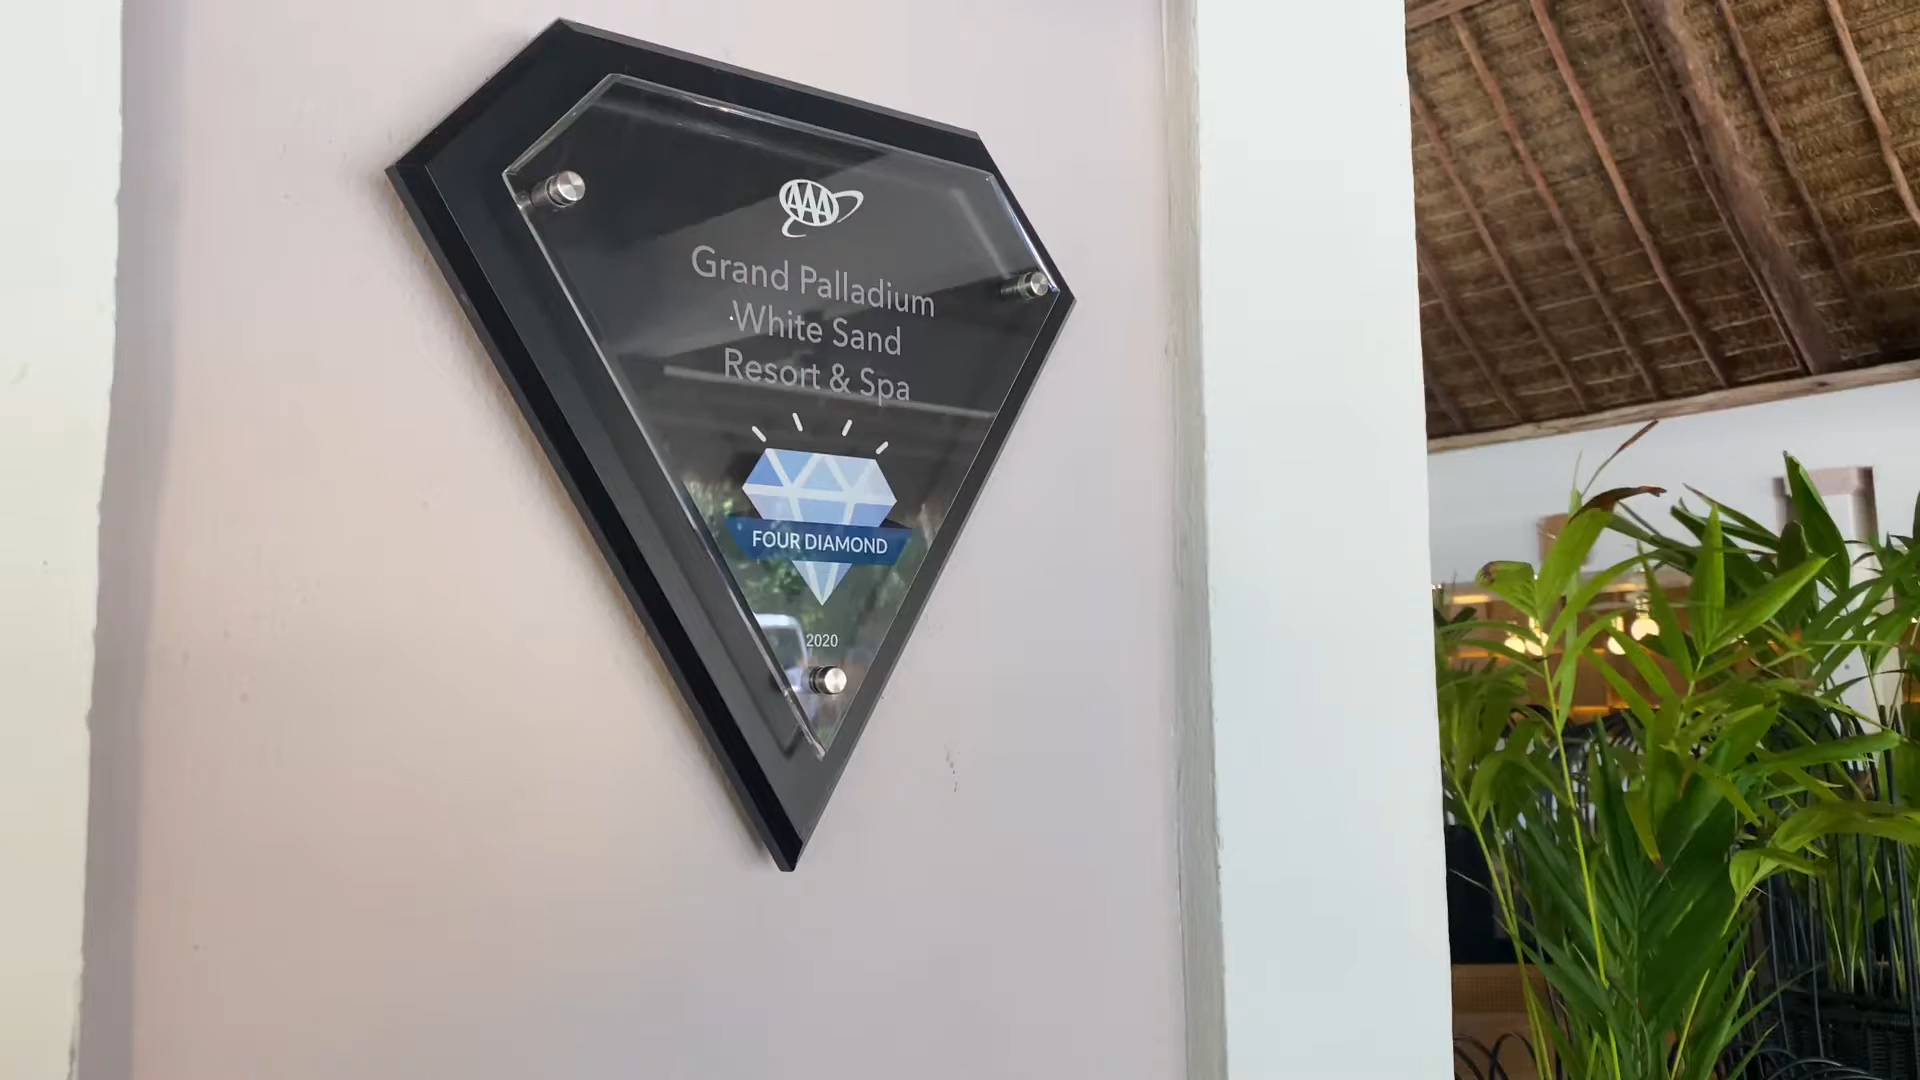 AAA
Grand Palladium
White Sand
Resort & Spa
FOUR DIAMOND
2020